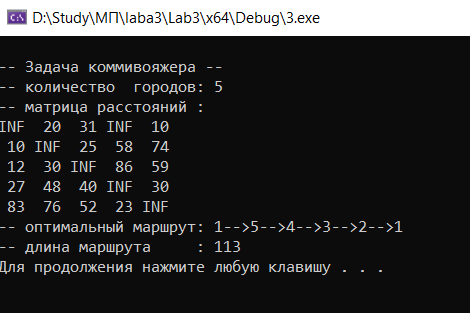 D:\Study\МП\laba3\Lab3\x64\Debug\3.exe
-- Задача коммивояжера --
-- количество  городов: 5
-- матрица расстояний :
INF  20  31 INF  10
 10 INF  25  58  74
 12  30 INF  86  59
 27  48  40 INF  30
 83  76  52  23 INF
-- оптимальный маршрут: 1-->5-->4-->3-->2-->1
-- длина маршрута     : 113
Для продолжения нажмите любую клавишу . . .